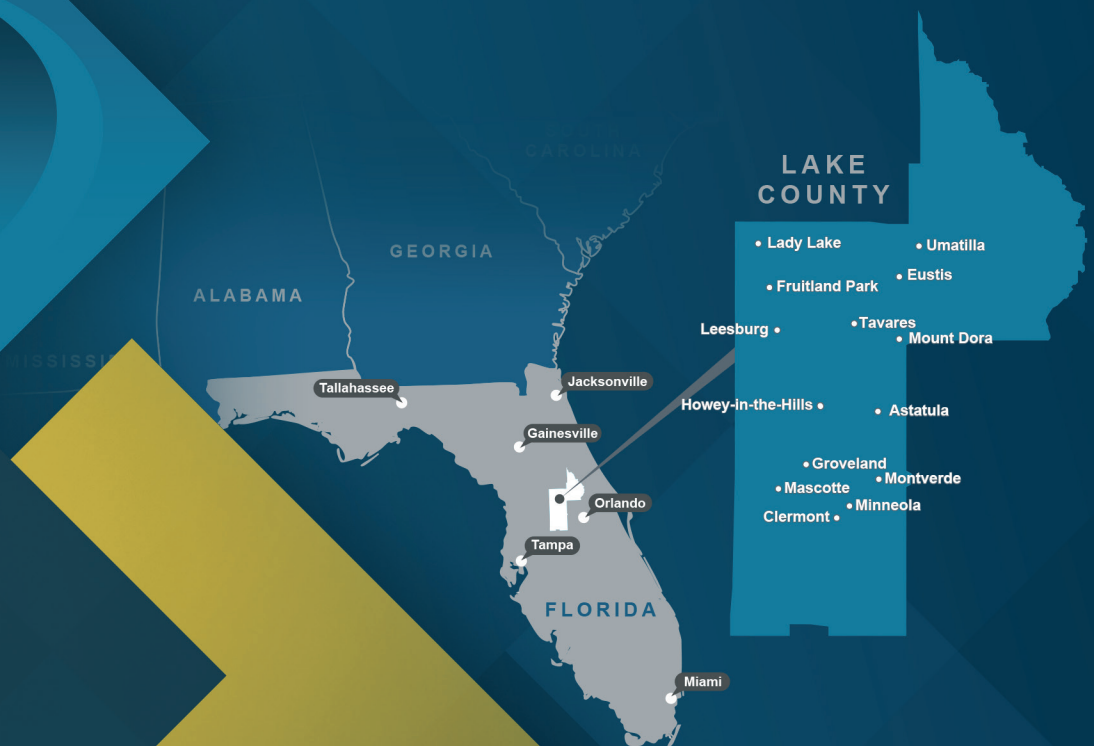 CAROLINA
LAKE
COUNTY
GEORGIA
Lady Lake
Umatilla
Eustis
Fruitland Park
ALABAMA
Leesburg
Tavares
Mount Dora
MISSISSI
Tallahassee
Jacksonville
Howey-in-the-Hills
Astatula
Gainesville
Groveland
Montverde
Mascotte
Orlando
Minneola
Clermont
Tampa
FLORIDA
Miami